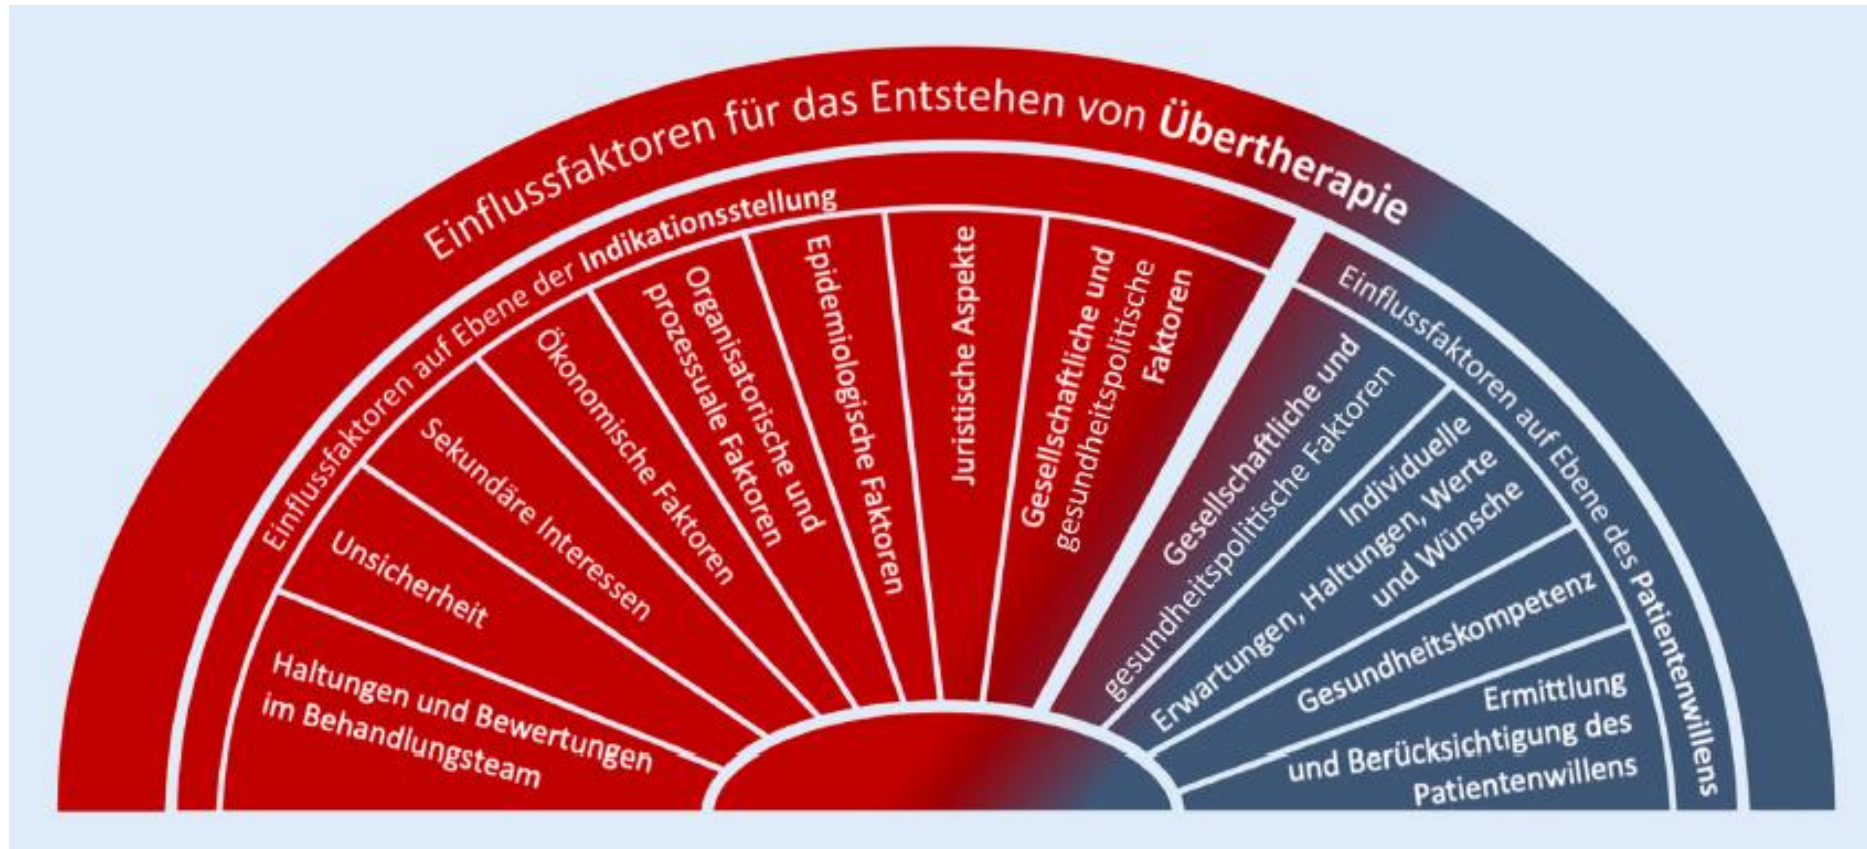 Einflussfaktoren für das Entstehen von Übertherapie
Einflussfaktoren auf Ebene der Indikationsstellung
Haltungen und Bewertungen
im Behandlungsteam
Unsicherheit
Sekundäre Interessen
Ökonomische Faktoren
Organisatorische und
prozessuale Faktoren
Epidemiologische Faktoren
Juristische Aspekte
Gesellschaftliche und
gesundheitspolitische
Faktoren
Einflussfaktoren auf Ebene des Patientenwillens
Gesellschaftliche und
gesundheitspolitische Faktoren
Individuelle
Erwartungen, Haltungen, Werte
und Wünsche
Gesundheitskompetenz
Ermittlung
und Berücksichtigung des
Patientenwillens